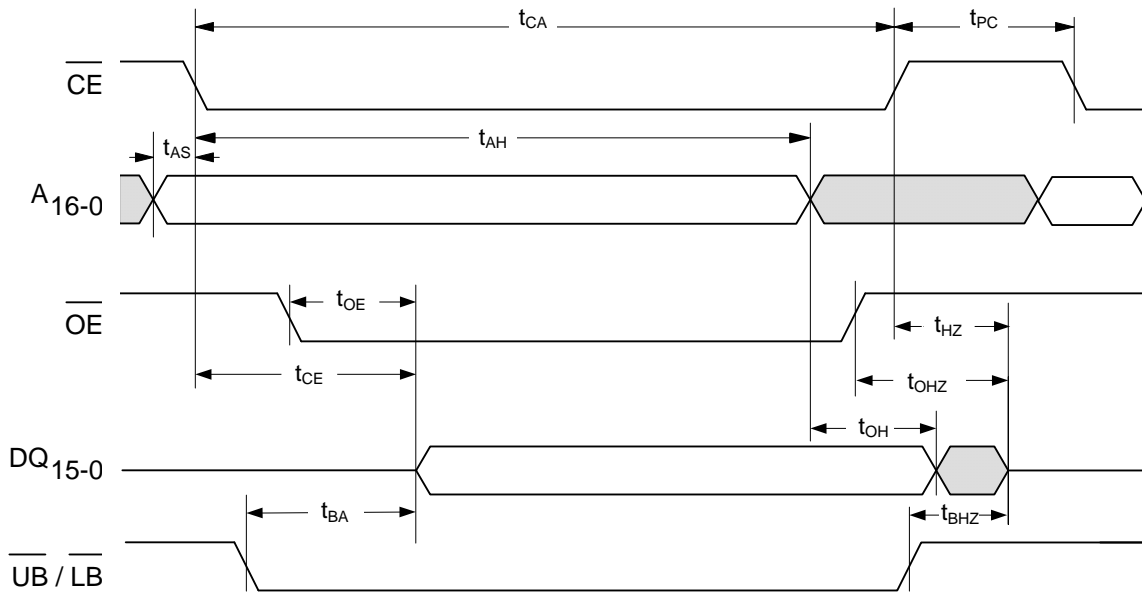 tCA
tPC
CE
tAS
tAH
A16-0
tOE
OE
tHZ
tCE
tOHZ
tOH
DQ15-0
tBA
tBHZ
UB / LB